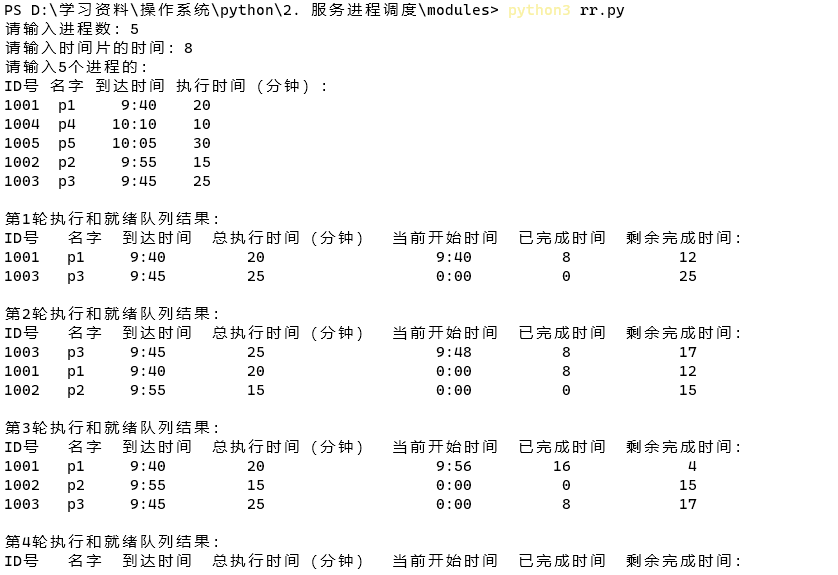 PS D:\学习资料\操作系统\python\2. 服务进程调度\modules> python3 rr.py
请输入进程数: 5
请输入时间片的时间: 8
请输入5个进程的:
ID号 名字 到达时间 执行时间 (分钟) :
1001 p1 9:40 20
1004 p4 10:10 10
1005 p5 10:05 30
1002 p2 9:55 15
1003 p3 9:45 25
第1轮执行和就绪队列结果:
ID号 名字 到达时间 总执行时间 (分钟) 当前开始时间 已完成时间 剩余完成时间:
1001 p1 9:40 20 9:40 8 12
1003 p3 9:45 25 0:00 0 25
第2轮执行和就绪队列结果:
ID号 名字 到达时间 总执行时间 (分钟) 当前开始时间 已完成时间 剩余完成时间:
1003 p3 9:45 25 9:48 8 17
1001 p1 9:40 20 0:00 8 12
1002 p2 9:55 15 0:00 0 15
第3轮执行和就绪队列结果:
ID号 名字 到达时间 总执行时间 (分钟) 当前开始时间 已完成时间 剩余完成时间:
1001 p1 9:40 20 9:56 16 4
1002 p2 9:55 15 0:00 0 15
1003 p3 9:45 25 0:00 8 17
第4轮执行和就绪队列结果:
ID号 名字 到达时间 总执行时间 (分钟) 当前开始时间 已完成时间 剩余完成时间: